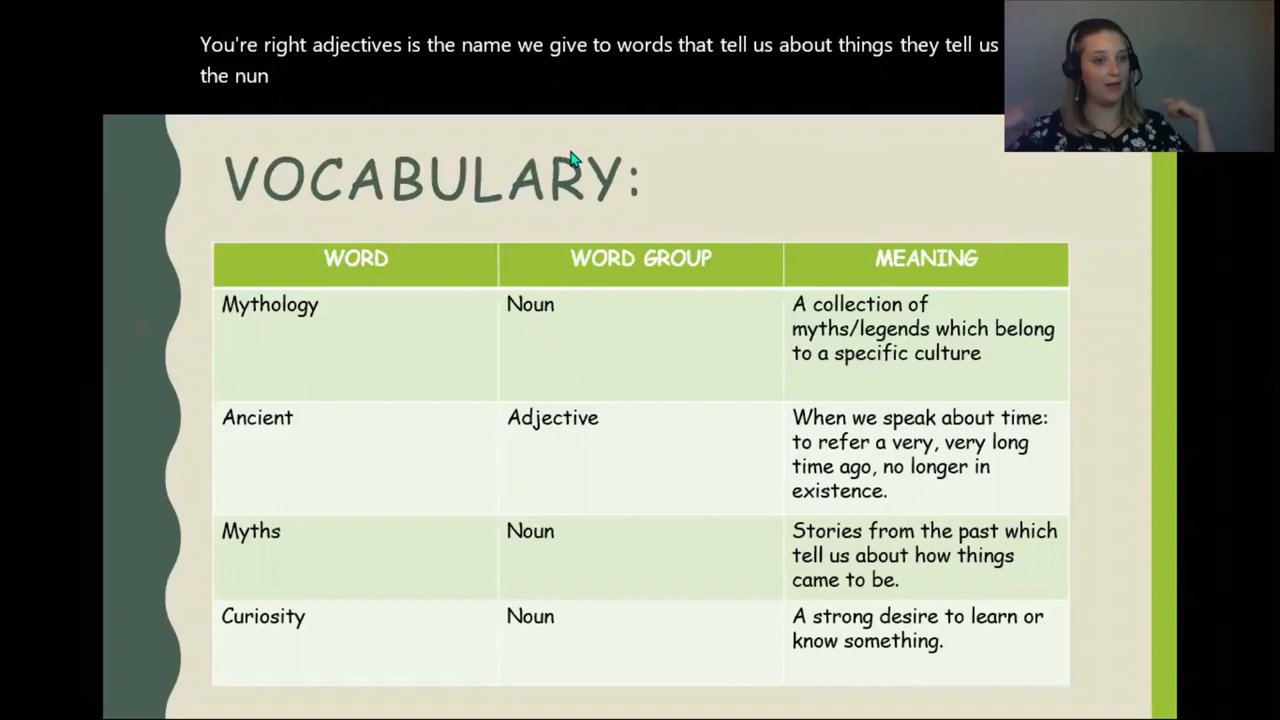 You're right adjectives is the name we give to words that tell us about things they tell us
the nun
VOCABULARY:
WORD WORD GROUP MEANING
Mythology Noun A collection of
myths/legends which belong
to a specific culture
Ancient Adjective When we speak about time:
to refer a very, very long
time ago, no longer in
existence.
Myths Noun Stories from the past which
tell us about how things
came to be.
Curiosity Noun A strong desire to learn or
know something.